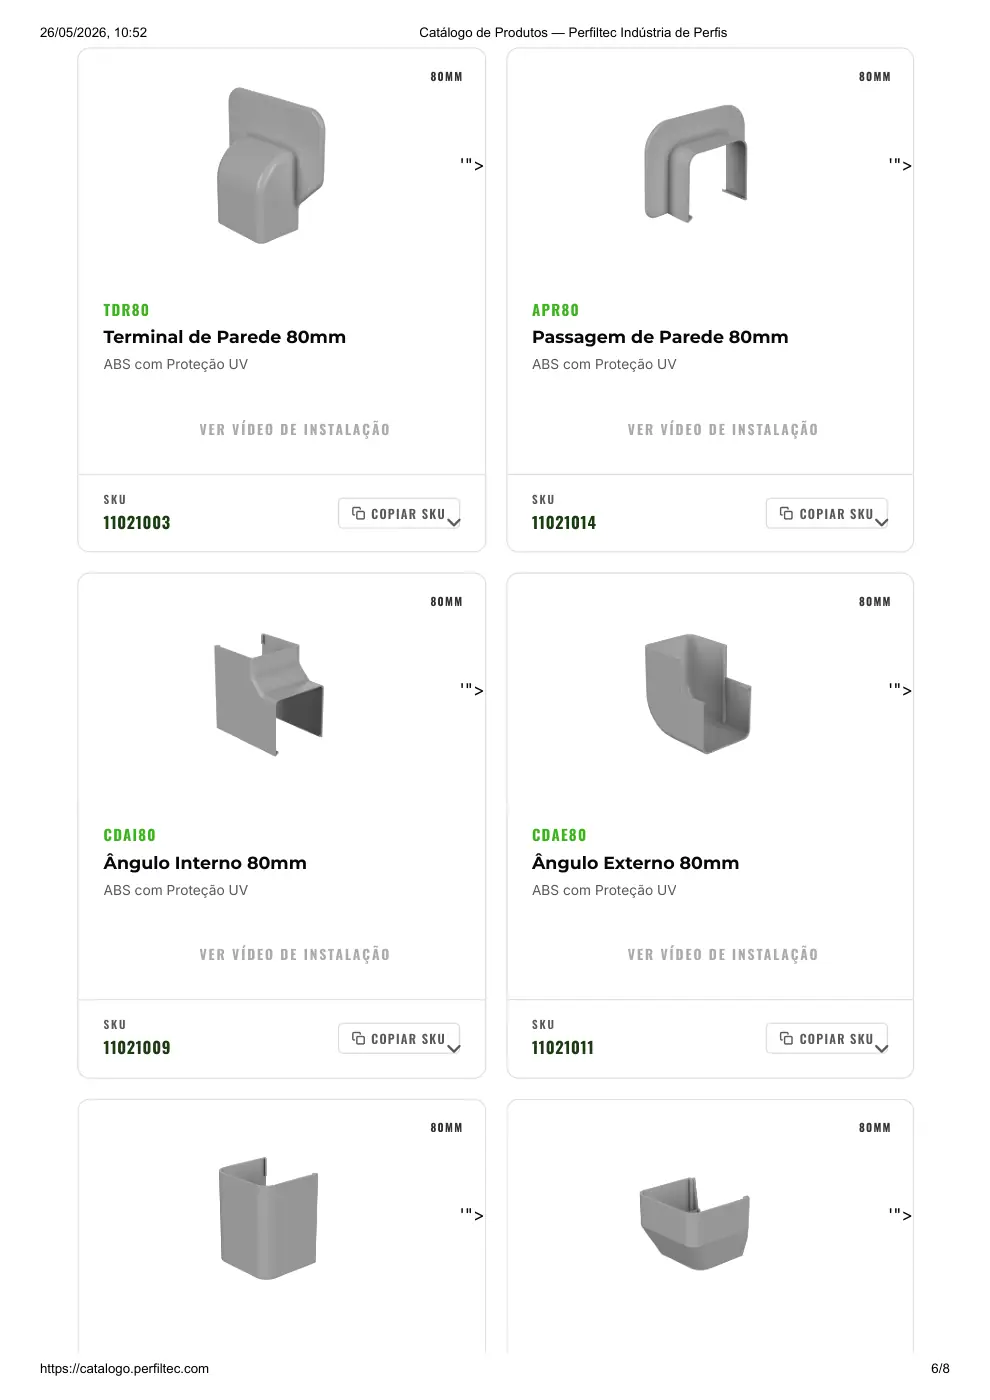 26/05/2026, 10:52
Catálogo de Produtos — Perfiltec Indústria de Perfis
80MM
'">
TDR80
Terminal de Parede 80mm
ABS com Proteção UV
VER VÍDEO DE INSTALAÇÃO
SKU
11021003
COPIAR SKU
80MM
'">
APR80
Passagem de Parede 80mm
ABS com Proteção UV
VER VÍDEO DE INSTALAÇÃO
SKU
11021014
COPIAR SKU
80MM
'">
CDAI80
Ângulo Interno 80mm
ABS com Proteção UV
VER VÍDEO DE INSTALAÇÃO
SKU
11021009
COPIAR SKU
80MM
'">
CDAE80
Ângulo Externo 80mm
ABS com Proteção UV
VER VÍDEO DE INSTALAÇÃO
SKU
11021011
COPIAR SKU
80MM
'">
80MM
'">
https://catalogo.perfiltec.com
6/8